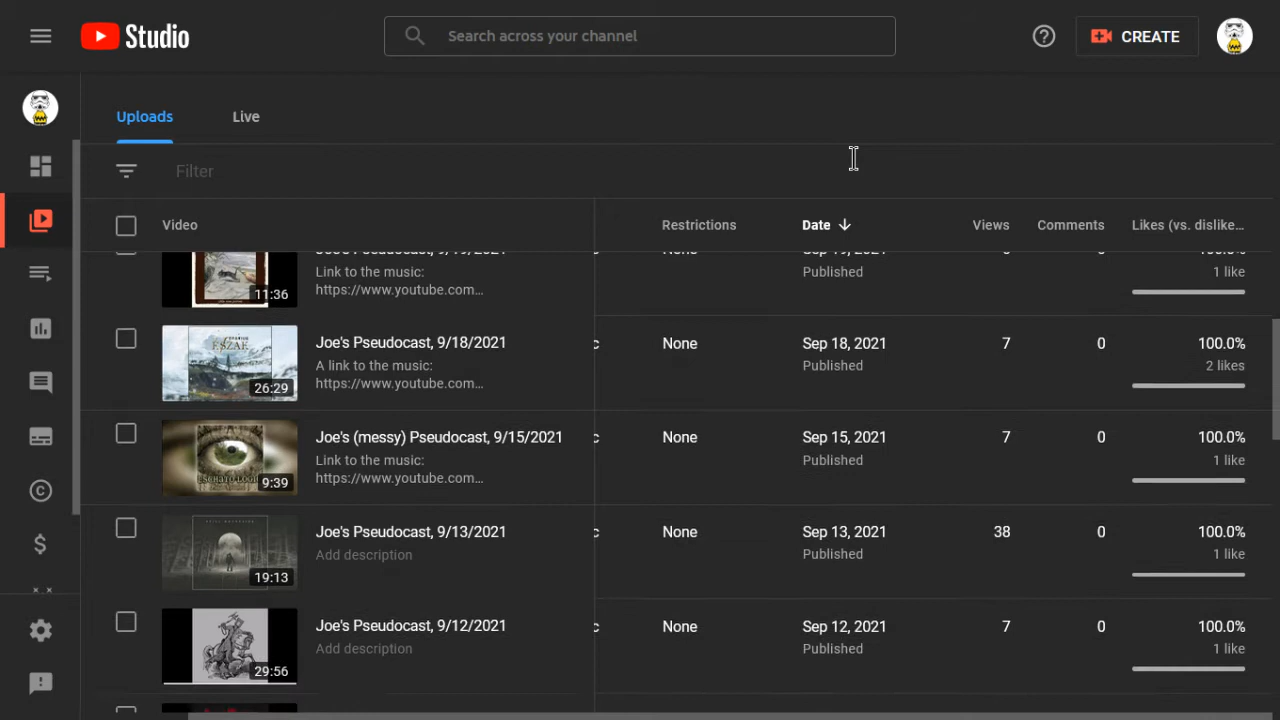 Studio
Search across your channel
CREATE
Uploads
Live
Filter
Video
Restrictions
Date
Views
Comments
Likes (vs. dislike…
Link to the music:
https://www.youtube.com…
11:36
Published
1 like
Joe's Pseudocast, 9/18/2021
A link to the music:
https://www.youtube.com…
26:29
None
Sep 18, 2021
Published
7
0
100.0%
2 likes
Joe's (messy) Pseudocast, 9/15/2021
Link to the music:
https://www.youtube.com…
9:39
None
Sep 15, 2021
Published
7
0
100.0%
1 like
Joe's Pseudocast, 9/13/2021
Add description
19:13
None
Sep 13, 2021
Published
38
0
100.0%
1 like
Joe's Pseudocast, 9/12/2021
Add description
29:56
None
Sep 12, 2021
Published
7
0
100.0%
1 like